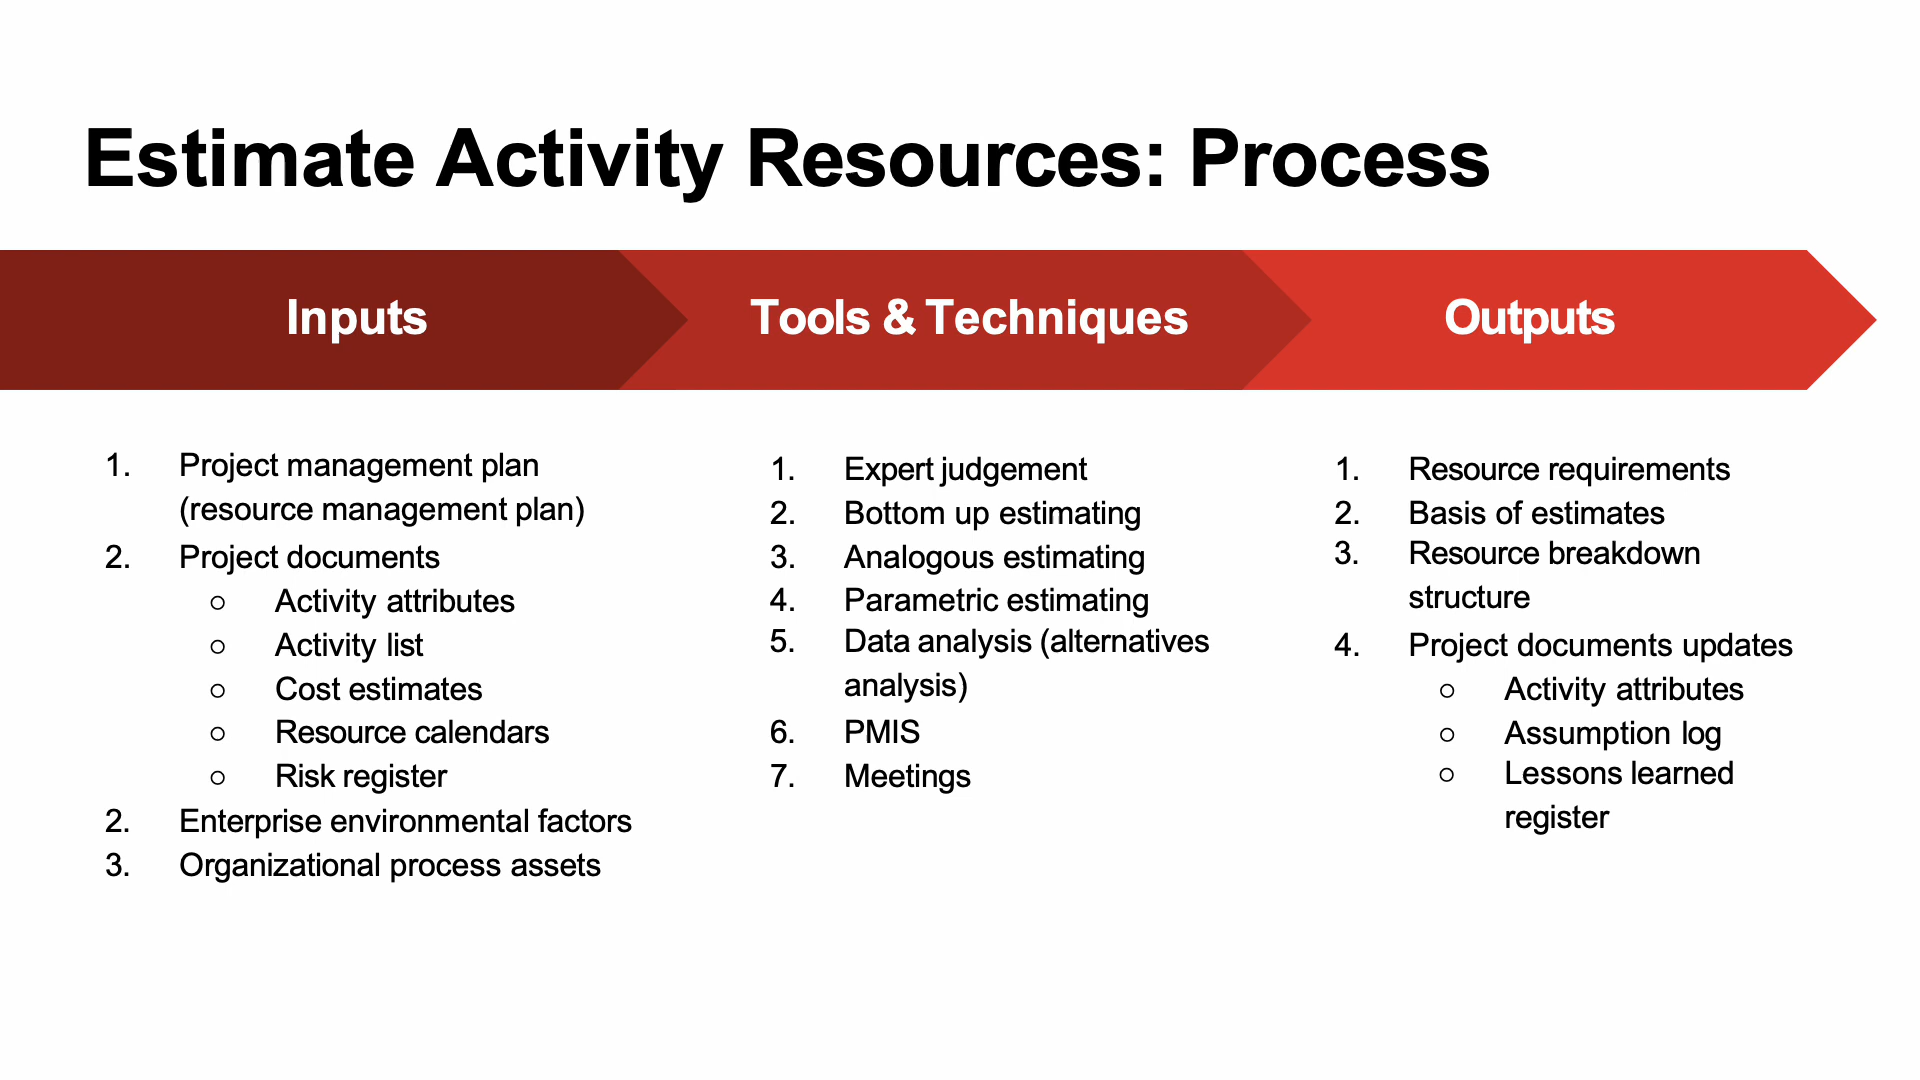 Estimate Activity Resources: Process
Inputs
Tools & Techniques
Outputs
1. Project management plan
(resource management plan)
2. Project documents
○ Activity attributes
○ Activity list
○ Cost estimates
○ Resource calendars
○ Risk register
2. Enterprise environmental factors
3. Organizational process assets
1. Expert judgement
2. Bottom up estimating
3. Analogous estimating
4. Parametric estimating
5. Data analysis (alternatives
analysis)
6. PMIS
7. Meetings
1. Resource requirements
2. Basis of estimates
3. Resource breakdown
structure
4. Project documents updates
○ Activity attributes
○ Assumption log
○ Lessons learned
register